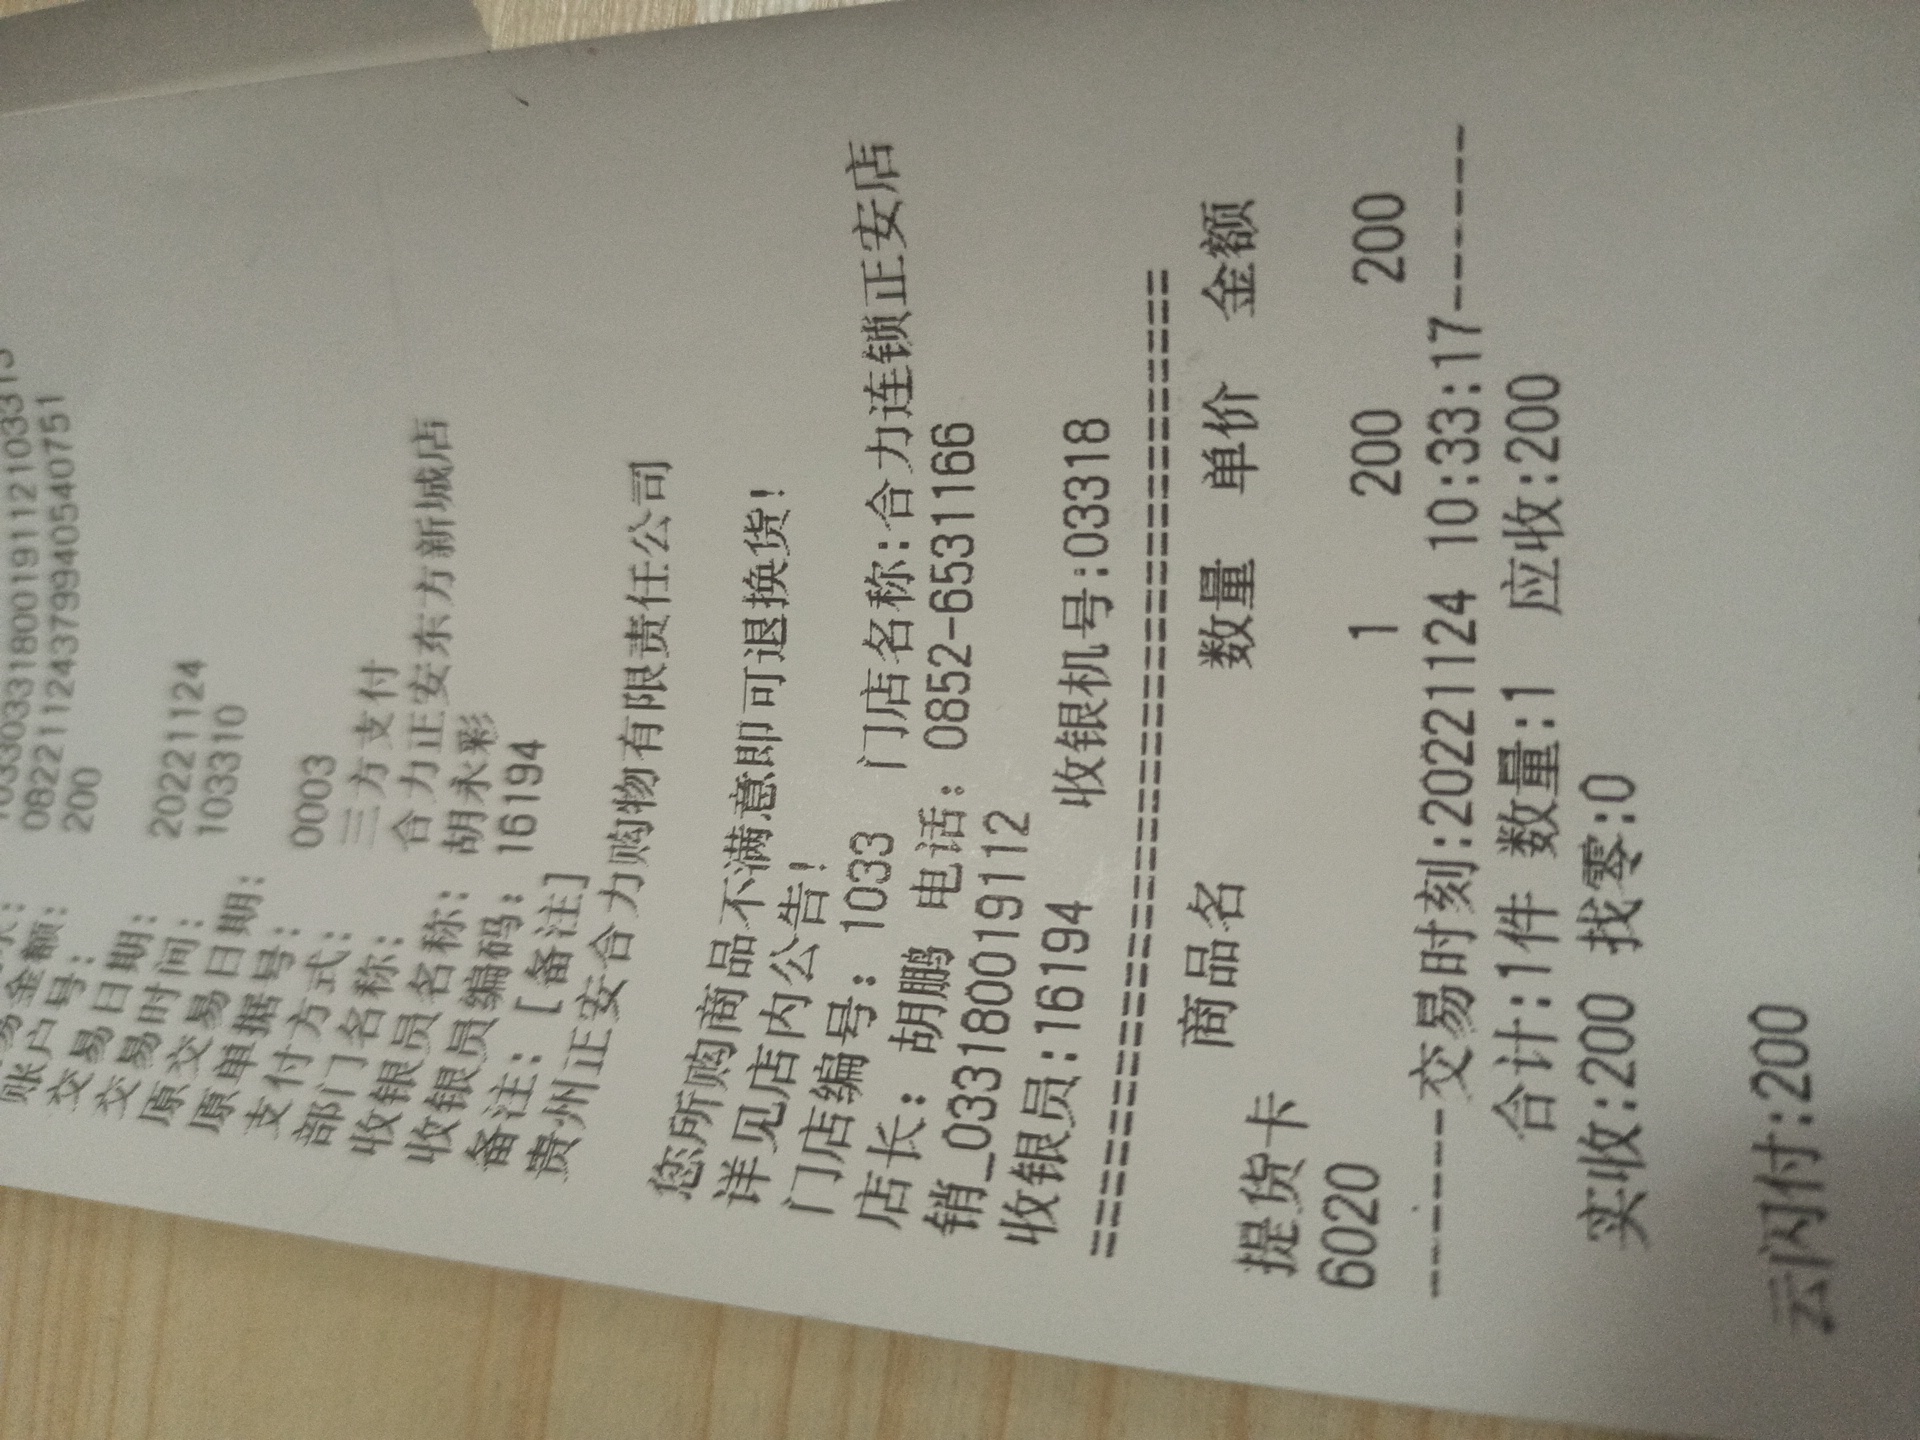 083221124379940540751
易金额: 200
账户号:
交易日期: 20221124
交易时间: 103310
原交易日期:
原单据号: 0003
支付方式: 三方支付
部门名称: 合力正安东方新城店
收银员名称: 胡永彩
收银员编码: 16194
备注: [备注]
贵州正安合力购物有限责任公司
您所购商品不满意即可退换货!
详见店内公告!
门店编号: 1033 门店名称:合力连锁正安店
店长: 胡鹏 电话: 0852-6531166
销_03318001９112
收银员:16194 收银机号:03318
==========================================
商品名 数量 单价 金额
提货卡
6020 1 200 200
------交易时刻:20221124 10:33:17-------
合计:1件 数量:1 应收:200
实收:200 找零:0
云闪付:200